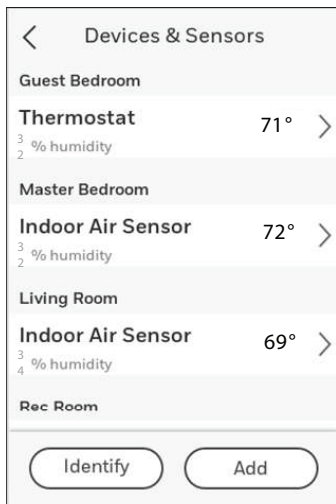 Devices & Sensors
Guest Bedroom
Thermostat 71°
32 % humidity
Master Bedroom
Indoor Air Sensor 72°
32 % humidity
Living Room
Indoor Air Sensor 69°
34 % humidity
Rec Room
Identify Add